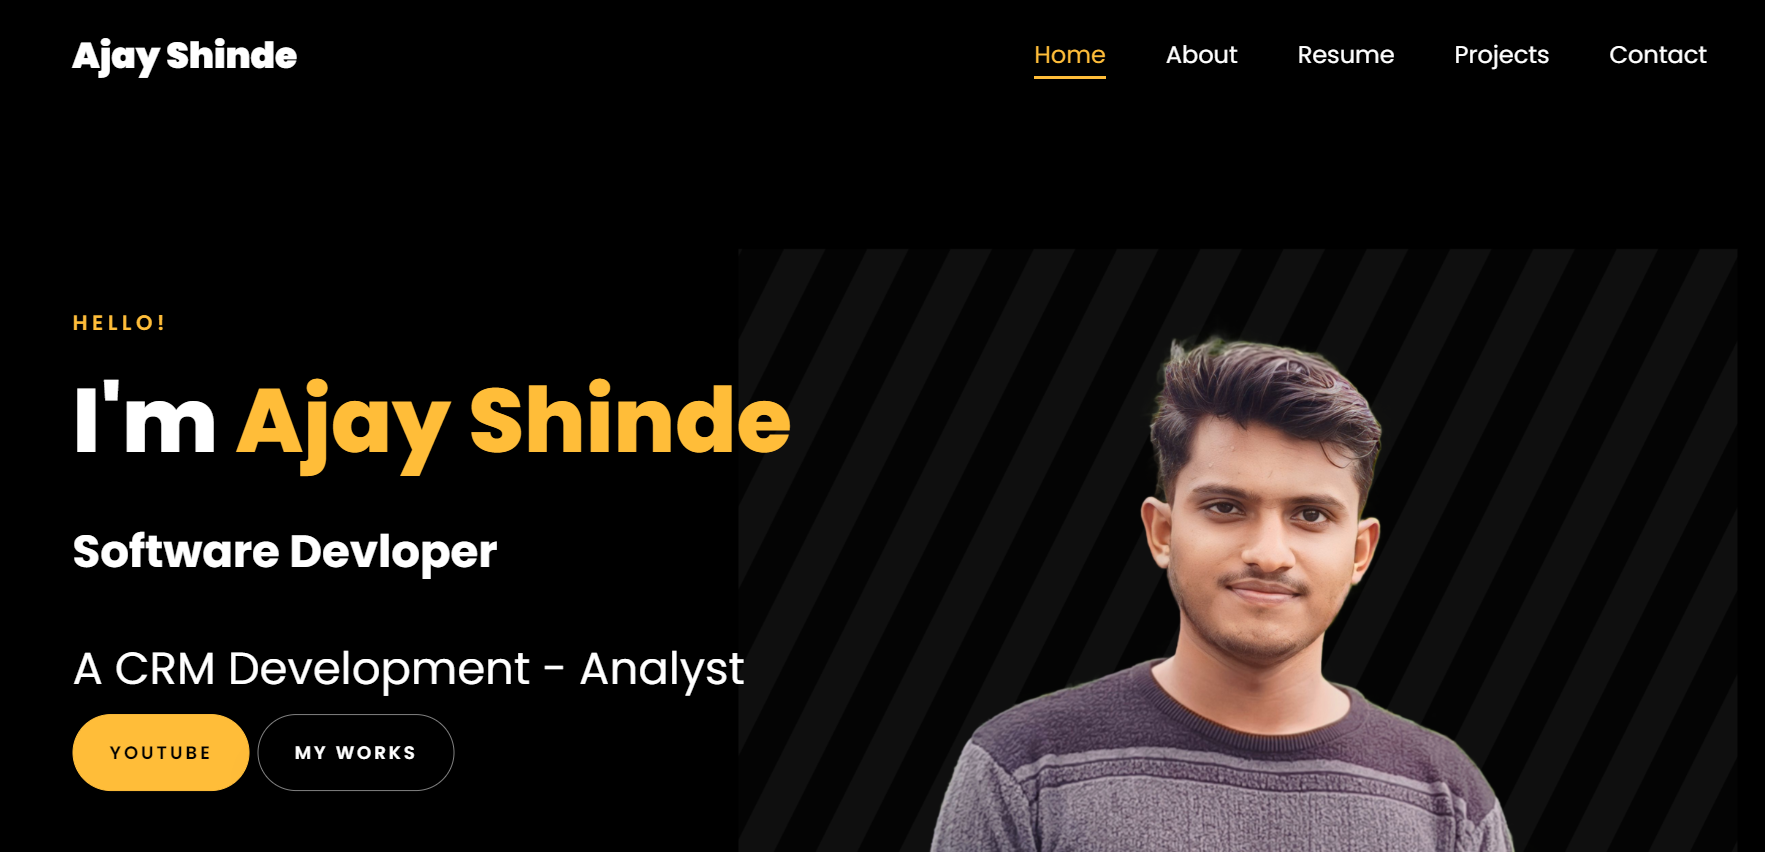 Ajay Shinde
Home About Resume Projects Contact
HELLO!
I'm Ajay Shinde
Software Devloper
A CRM Development - Analyst
YOUTUBE MY WORKS